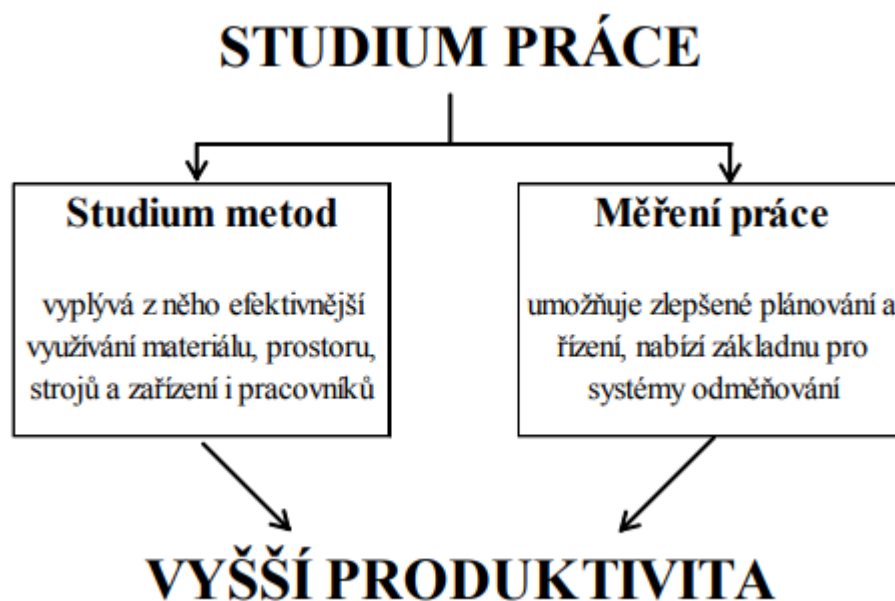 STUDIUM PRÁCE
Studium metod
vyplývá z něho efektivnější
využívání materiálu, prostoru,
strojů a zařízení i pracovníků
Měření práce
umožňuje zlepšené plánování a
řízení, nabízí základnu pro
systémy odměňování
VYŠŠÍ PRODUKTIVITA